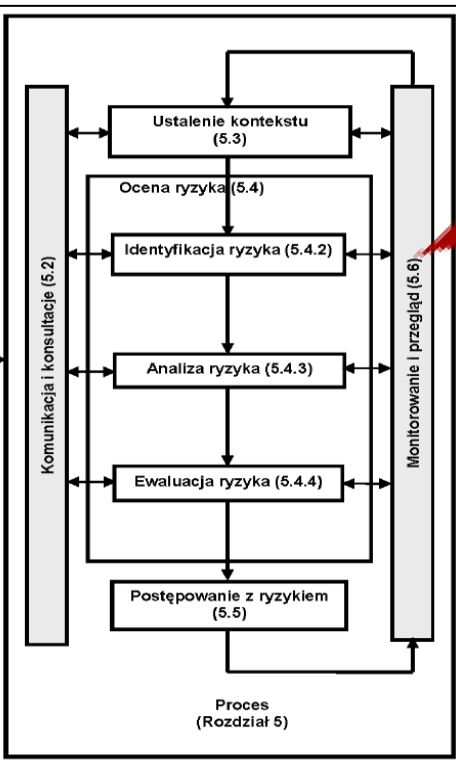 Ustalenie kontekstu
(5.3)
Ocena ryzyka (5.4)
Identyfikacja ryzyka (5.4.2)
Komunikacja i konsultacje (5.2)
Monitorowanie i przegląd (5.6)
Analiza ryzyka (5.4.3)
Ewaluacja ryzyka (5.4.4)
Postępowanie z ryzykiem
(5.5)
Proces
(Rozdział 5)